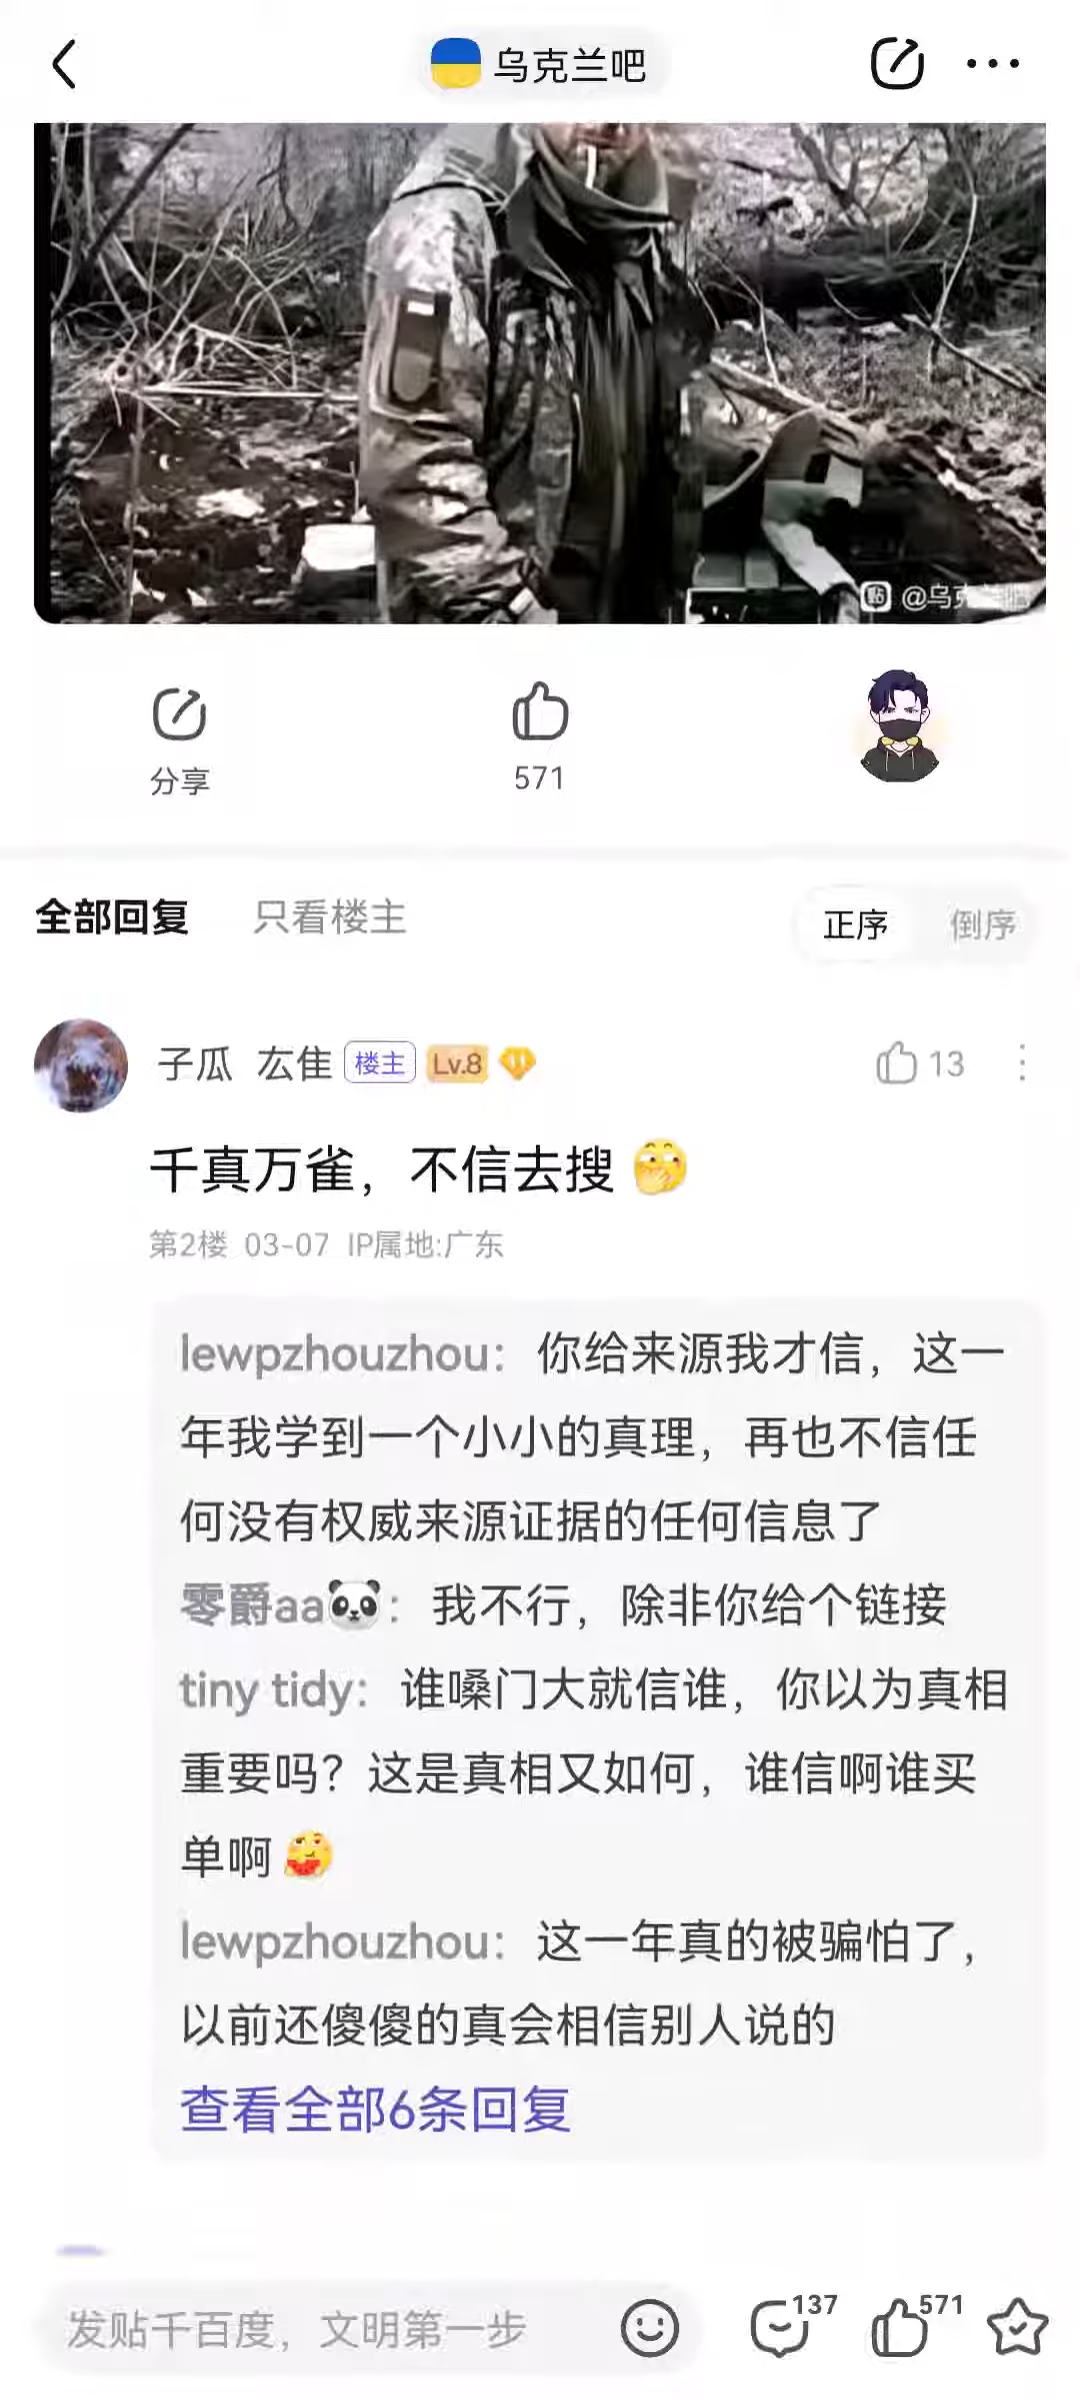 乌克兰吧
@乌克兰吧
分享
571
全部回复 只看楼主 正序 倒序
子瓜 厷隹 楼主 Lv.8 13
千真万雀，不信去搜
第2楼 03-07 IP属地:广东
lewpzhouzhou：你给来源我才信，这一
年我学到一个小小的真理，再也不信任
何没有权威来源证据的任何信息了
零爵aa🐼：我不行，除非你给个链接
tiny tidy：谁嗓门大就信谁，你以为真相
重要吗？这是真相又如何，谁信啊谁买
单啊
lewpzhouzhou：这一年真的被骗怕了，
以前还傻傻的真会相信别人说的
查看全部6条回复
发贴千百度，文明第一步 137 571